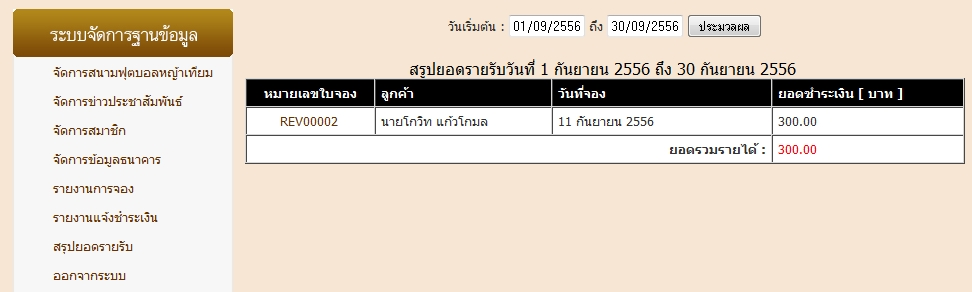 ระบบจัดการฐานข้อมูล
จัดการสนามฟุตบอลหญ้าเทียม
จัดการข่าวประชาสัมพันธ์
จัดการสมาชิก
จัดการข้อมูลธนาคาร
รายงานการจอง
รายงานแจ้งชำระเงิน
สรุปยอดรายรับ
ออกจากระบบ
วันเริ่มต้น : 01/09/2556 ถึง 30/09/2556 ประมวลผล
สรุปยอดรายรับวันที่ 1 กันยายน 2556 ถึง 30 กันยายน 2556
หมายเลขใบจอง ลูกค้า วันที่จอง ยอดชำระเงิน [ บาท ]
REV00002 นายโกวิท แก้วโกมล 11 กันยายน 2556 300.00
ยอดรวมรายได้ : 300.00